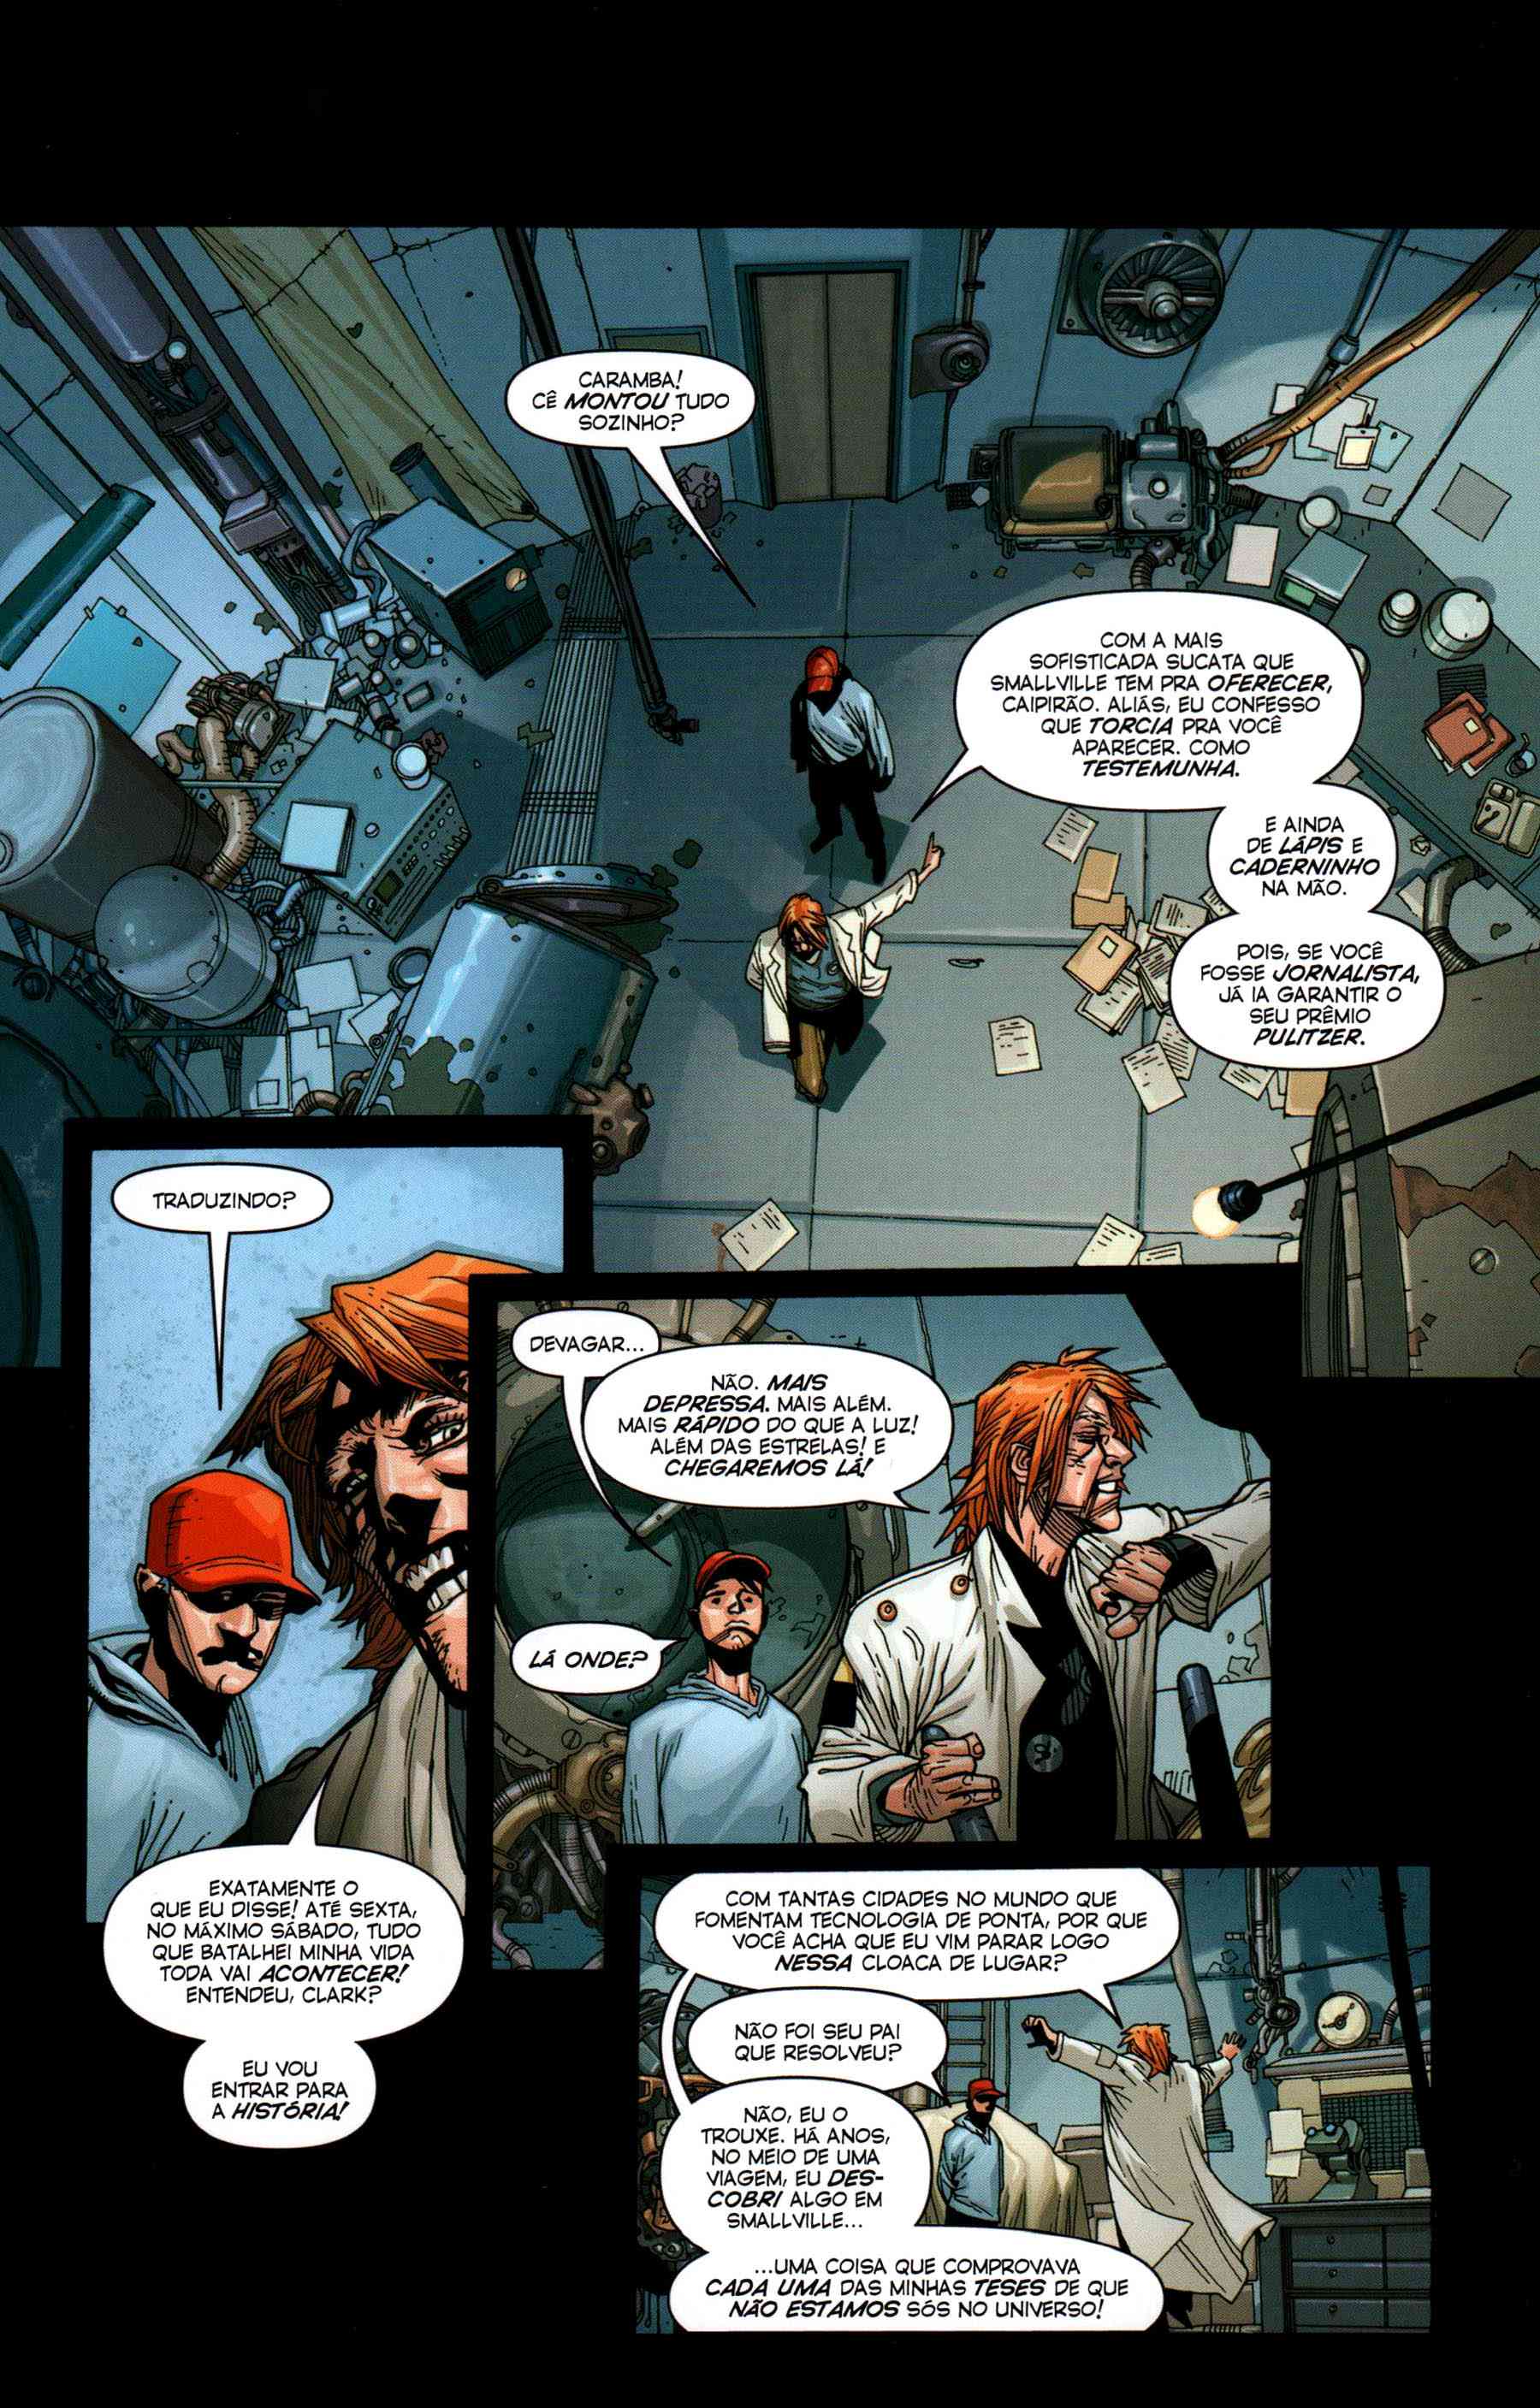 CARAMBA!
CÊ MONTOU TUDO
SOZINHO?
COM A MAIS
SOFISTICADA SUCATA QUE
SMALLVILLE TEM PRA OFERECER,
CAIPIRÃO. ALIÁS, EU CONFESSO
QUE TORCIA PRA VOCÊ
APARECER. COMO
TESTEMUNHA.
E AINDA
DE LÁPIS E
CADERNINHO
NA MÃO.
POIS, SE VOCÊ
FOSSE JORNALISTA,
JÁ IA GARANTIR O
SEU PRÊMIO
PULITZER.
TRADUZINDO?
EXATAMENTE O
QUE EU DISSE! ATÉ SEXTA,
NO MÁXIMO SÁBADO, TUDO
QUE BATALHEI MINHA VIDA
TODA VAI ACONTECER!
ENTENDEU, CLARK?
EU VOU
ENTRAR PARA
A HISTÓRIA!
DEVAGAR...
NÃO. MAIS
DEPRESSA. MAIS ALÉM.
MAIS RÁPIDO DO QUE A LUZ!
ALÉM DAS ESTRELAS! E
CHEGAREMOS LÁ!
LÁ ONDE?
COM TANTAS CIDADES NO MUNDO QUE
FOMENTAM TECNOLOGIA DE PONTA, POR QUE
VOCÊ ACHA QUE EU VIM PARAR LOGO
NESSA CLOACA DE LUGAR?
NÃO FOI SEU PAI
QUE RESOLVEU?
NÃO, EU O
TROUXE. HÁ ANOS,
NO MEIO DE UMA
VIAGEM, EU DES-
COBRI ALGO EM
SMALLVILLE...
...UMA COISA QUE COMPROVAVA
CADA UMA DAS MINHAS TESES DE QUE
NÃO ESTAMOS SÓS NO UNIVERSO!